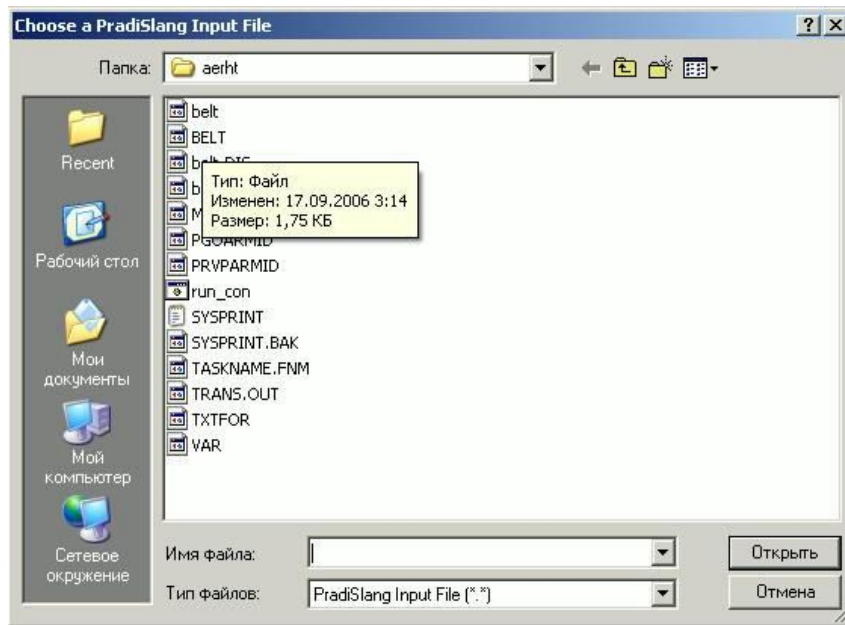 Choose a PradiSlang Input File
Папка: aerht
Recent
Рабочий стол
Мои
документы
Мой
компьютер
Сетевое
окружение
belt
BELT
Тип: Файл
Изменен: 17.09.2006 3:14
Размер: 1,75 КБ
PRVPARMID
run_con
SYSPRINT
SYSPRINT.BAK
TASKNAME.FNM
TRANS.OUT
TXTFOR
VAR
Имя файла:
Открыть
Тип файлов: PradiSlang Input File (*.*)
Отмена